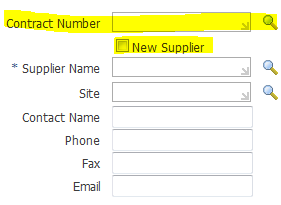 Contract Number
New Supplier
* Supplier Name
Site
Contact Name
Phone
Fax
Email